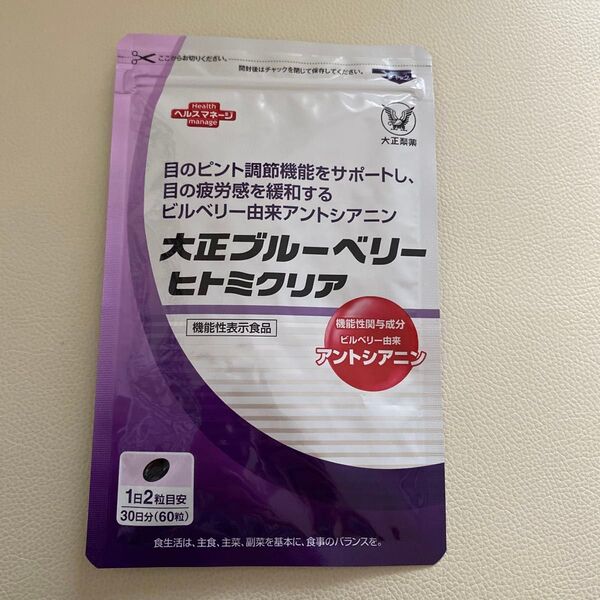 ここからお切りください。
開封後はチャックを閉じて保存してください。
チャック
Health
ヘルスマネージ
manage
大正製薬
目のピント調節機能をサポートし、
目の疲労感を緩和する
ビルベリー由来アントシアニン
大正ブルーベリー
ヒトミクリア
機能性表示食品
機能性関与成分
ビルベリー由来
アントシアニン
1日2粒目安
30日分(60粒)
食生活は、主食、主菜、副菜を基本に、食事のバランスを。